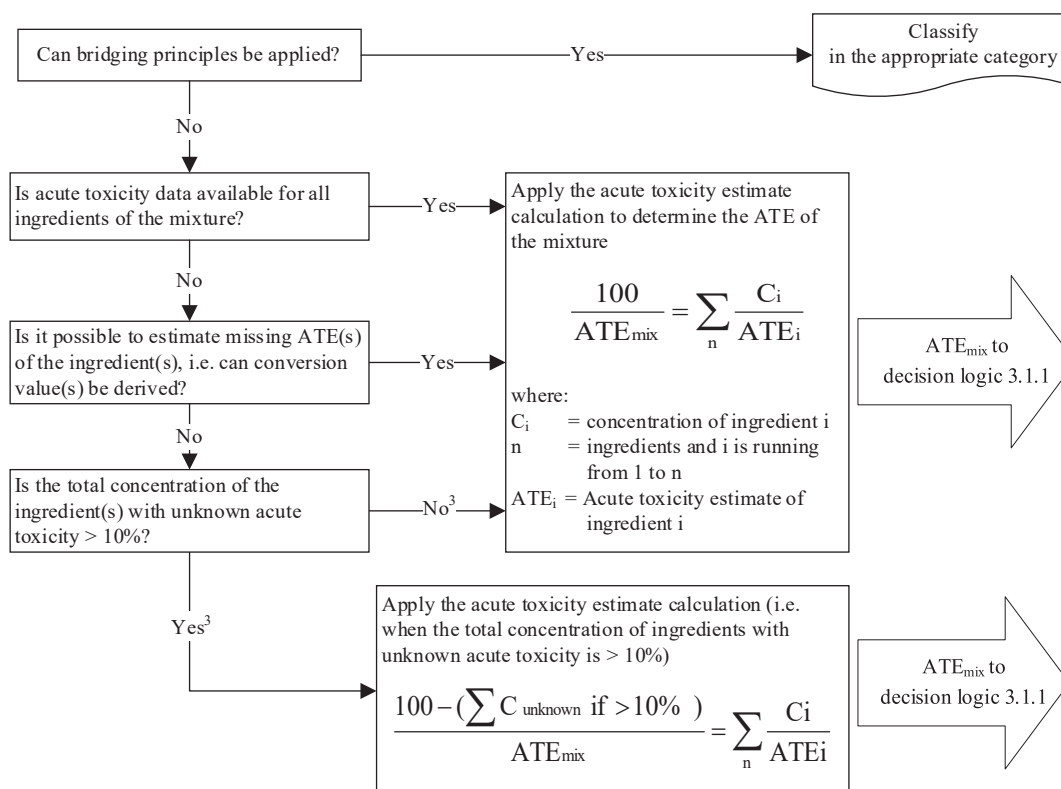 Can bridging principles be applied?
Yes
Classify
in the appropriate category
No
Is acute toxicity data available for all
ingredients of the mixture?
Yes
Apply the acute toxicity estimate
calculation to determine the ATE of
the mixture
100/ATEmix = ∑n Ci/ATEi
where:
Ci = concentration of ingredient i
n = ingredients and i is running
from 1 to n
ATEi = Acute toxicity estimate of
ingredient i
ATEmix to
decision logic 3.1.1
No
Is it possible to estimate missing ATE(s)
of the ingredient(s), i.e. can conversion
value(s) be derived?
Yes
No
Is the total concentration of the
ingredient(s) with unknown acute
toxicity > 10%?
No³
Yes³
Apply the acute toxicity estimate calculation (i.e.
when the total concentration of ingredients with
unknown acute toxicity is > 10%)
100 – (∑ C unknown if >10% )/ATEmix = ∑n Ci/ATEi
ATEmix to
decision logic 3.1.1